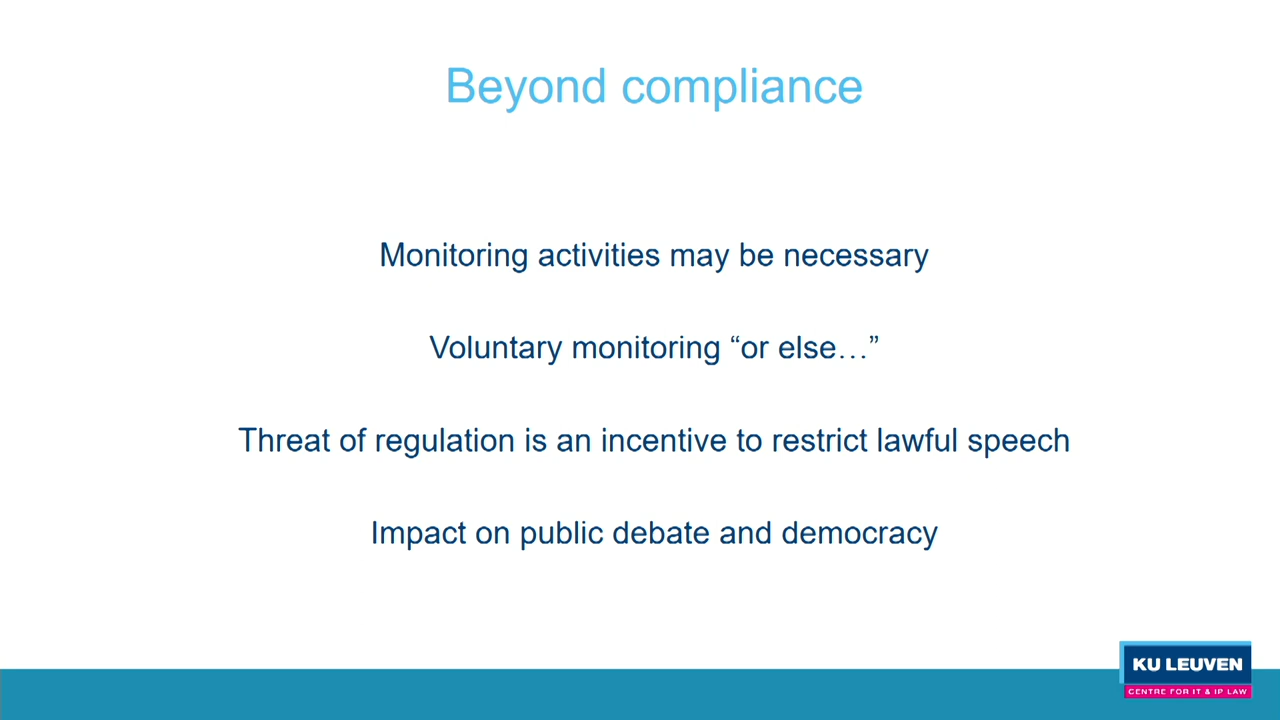 Beyond compliance
Monitoring activities may be necessary
Voluntary monitoring “or else…”
Threat of regulation is an incentive to restrict lawful speech
Impact on public debate and democracy
KU LEUVEN
CENTRE FOR IT & IP LAW